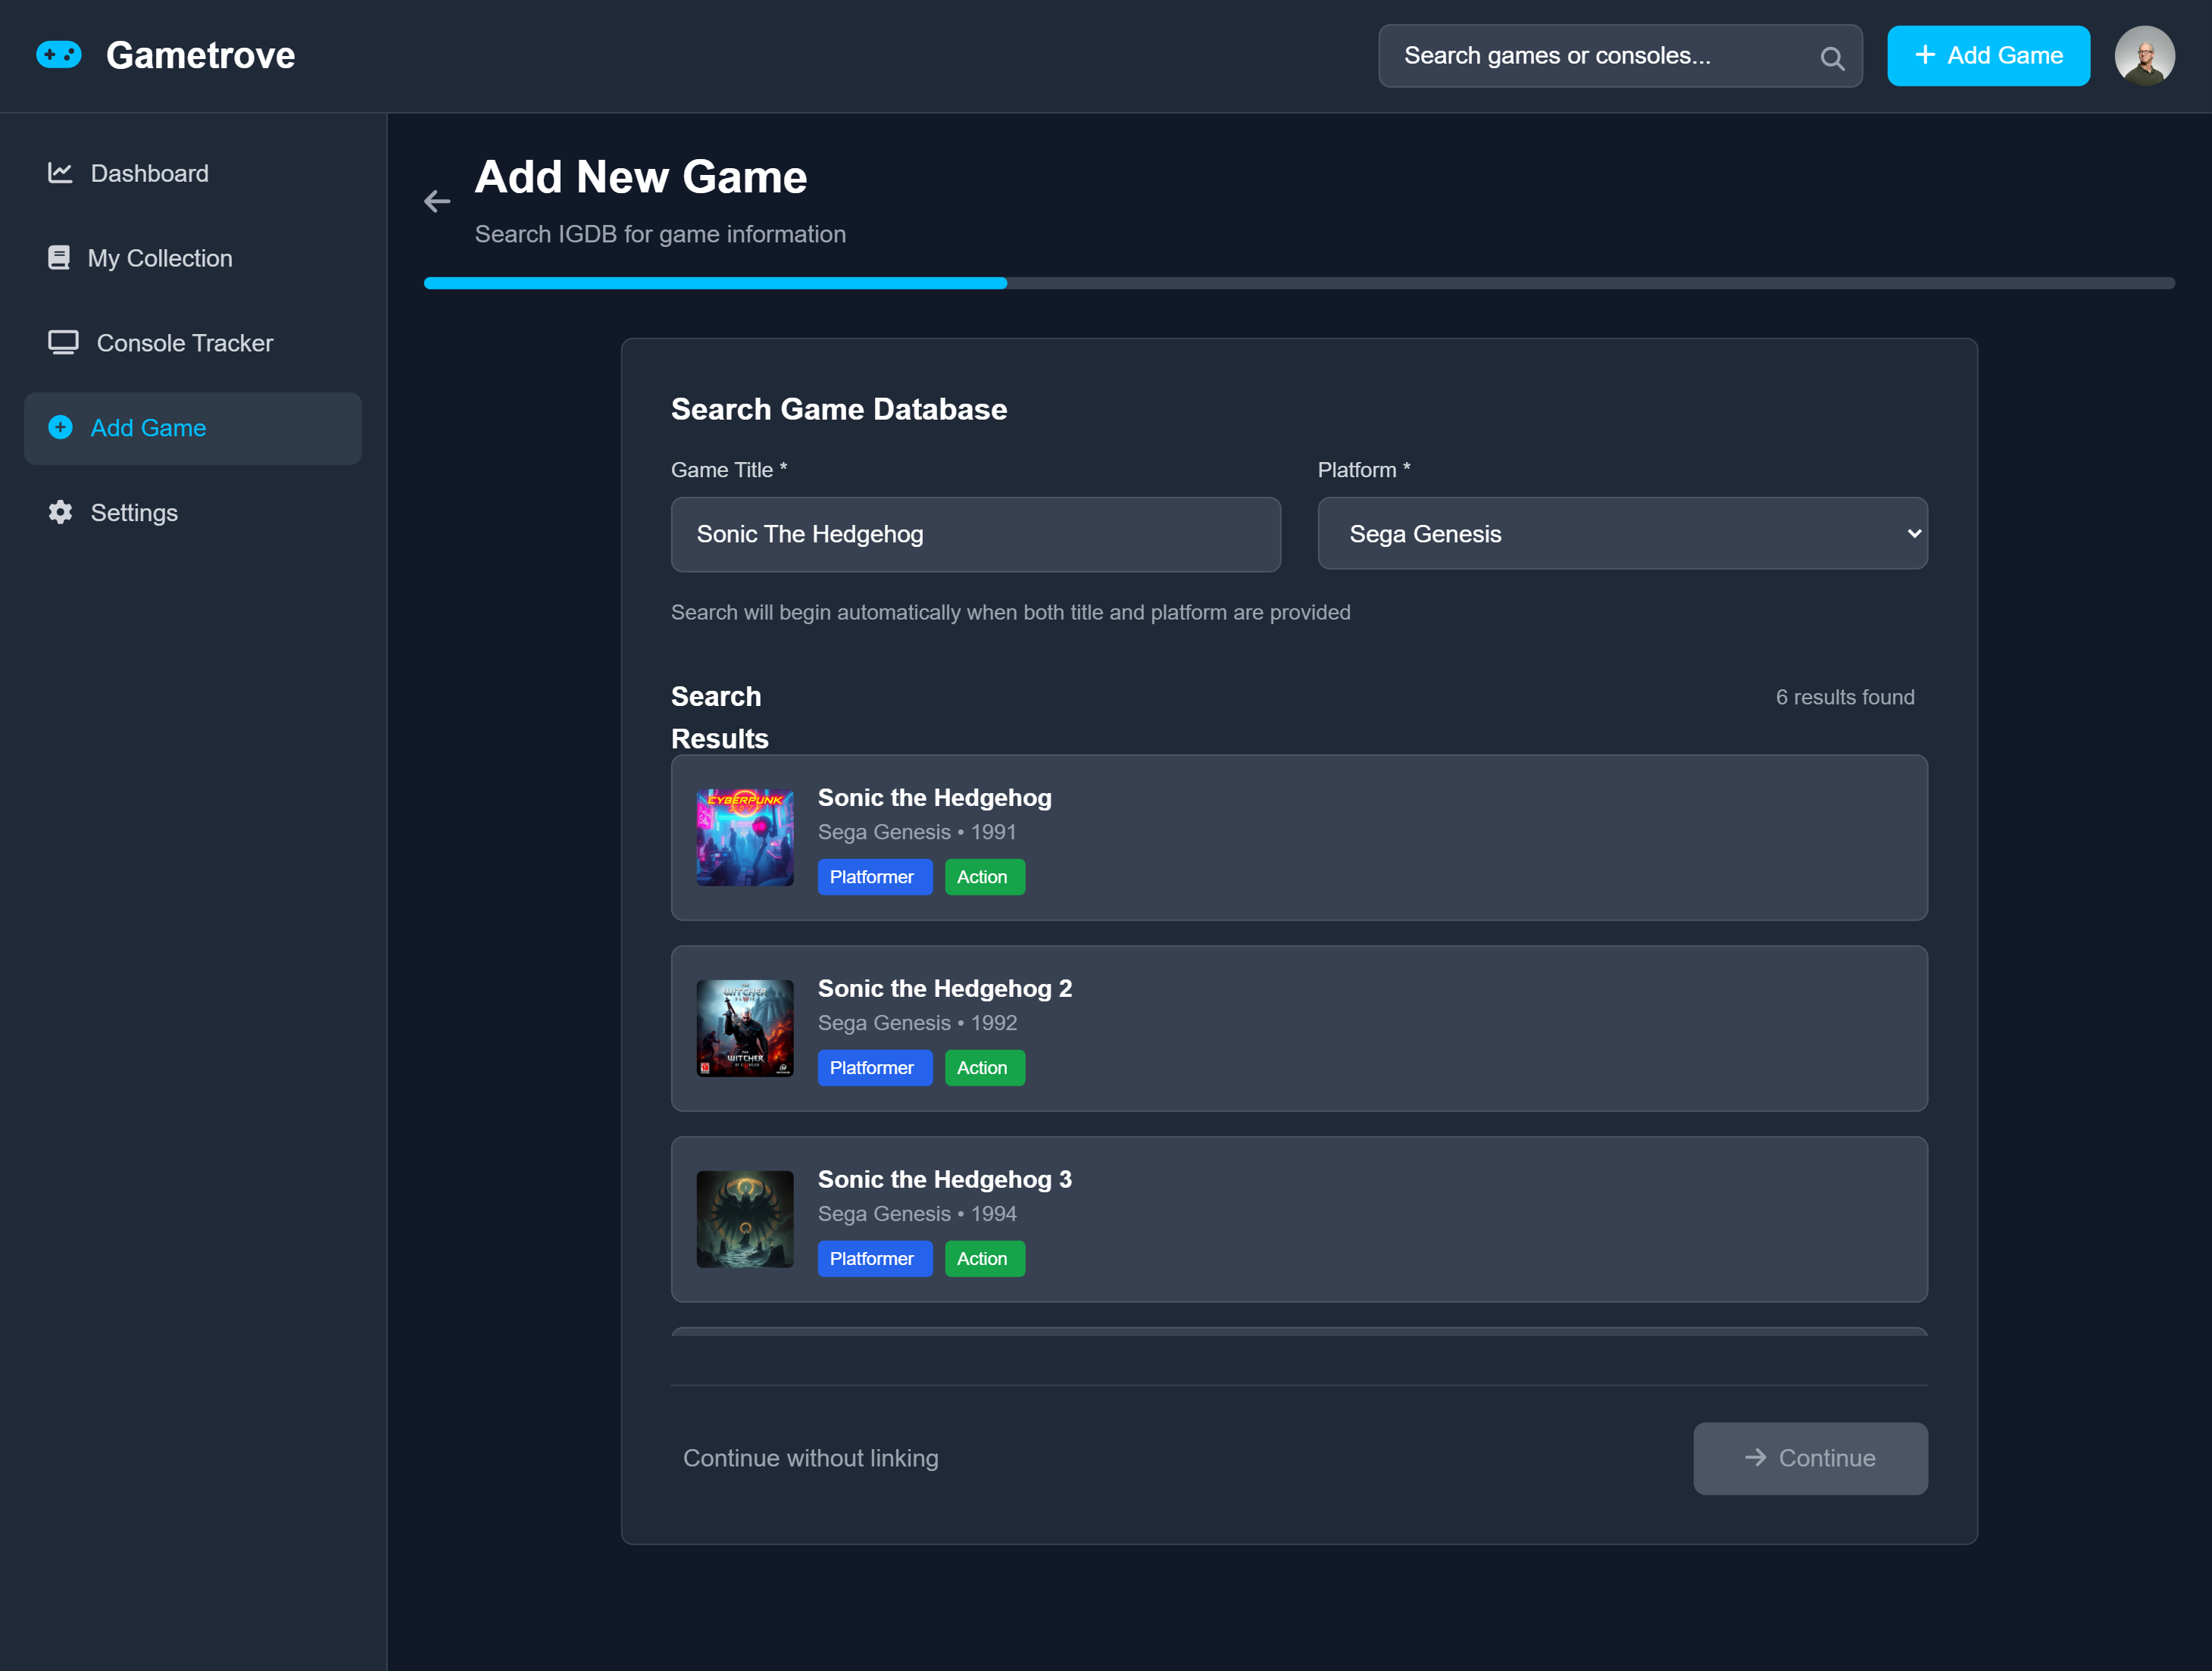 Gametrove
Search games or consoles...
Add Game
Dashboard
My Collection
Console Tracker
Add Game
Settings
Add New Game
Search IGDB for game information
Search Game Database
Game Title *
Platform *
Sonic The Hedgehog
Sega Genesis
Search will begin automatically when both title and platform are provided
Search
Results
6 results found
CYBERPUNK
Sonic the Hedgehog
Sega Genesis • 1991
Platformer
Action
THE
WITCHER
THE
WITCHER
Sonic the Hedgehog 2
Sega Genesis • 1992
Platformer
Action
Sonic the Hedgehog 3
Sega Genesis • 1994
Platformer
Action
Continue without linking
Continue